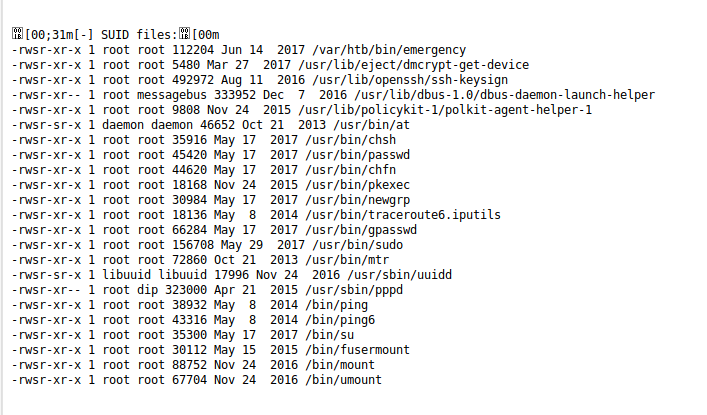 [00;31m[-] SUID files:[00m
-rwsr-xr-x 1 root root 112204 Jun 14  2017 /var/htb/bin/emergency
-rwsr-xr-x 1 root root 5480 Mar 27  2017 /usr/lib/eject/dmcrypt-get-device
-rwsr-xr-x 1 root root 492972 Aug 11  2016 /usr/lib/openssh/ssh-keysign
-rwsr-xr-- 1 root messagebus 333952 Dec  7  2016 /usr/lib/dbus-1.0/dbus-daemon-launch-helper
-rwsr-xr-x 1 root root 9808 Nov 24  2015 /usr/lib/policykit-1/polkit-agent-helper-1
-rwsr-sr-x 1 daemon daemon 46652 Oct 21  2013 /usr/bin/at
-rwsr-xr-x 1 root root 35916 May 17  2017 /usr/bin/chsh
-rwsr-xr-x 1 root root 45420 May 17  2017 /usr/bin/passwd
-rwsr-xr-x 1 root root 44620 May 17  2017 /usr/bin/chfn
-rwsr-xr-x 1 root root 18168 Nov 24  2015 /usr/bin/pkexec
-rwsr-xr-x 1 root root 30984 May 17  2017 /usr/bin/newgrp
-rwsr-xr-x 1 root root 18136 May  8  2014 /usr/bin/traceroute6.iputils
-rwsr-xr-x 1 root root 66284 May 17  2017 /usr/bin/gpasswd
-rwsr-xr-x 1 root root 156708 May 29  2017 /usr/bin/sudo
-rwsr-xr-x 1 root root 72860 Oct 21  2013 /usr/bin/mtr
-rwsr-sr-x 1 libuuid libuuid 17996 Nov 24  2016 /usr/sbin/uuidd
-rwsr-xr-- 1 root dip 323000 Apr 21  2015 /usr/sbin/pppd
-rwsr-xr-x 1 root root 38932 May  8  2014 /bin/ping
-rwsr-xr-x 1 root root 43316 May  8  2014 /bin/ping6
-rwsr-xr-x 1 root root 35300 May 17  2017 /bin/su
-rwsr-xr-x 1 root root 30112 May 15  2015 /bin/fusermount
-rwsr-xr-x 1 root root 88752 Nov 24  2016 /bin/mount
-rwsr-xr-x 1 root root 67704 Nov 24  2016 /bin/umount